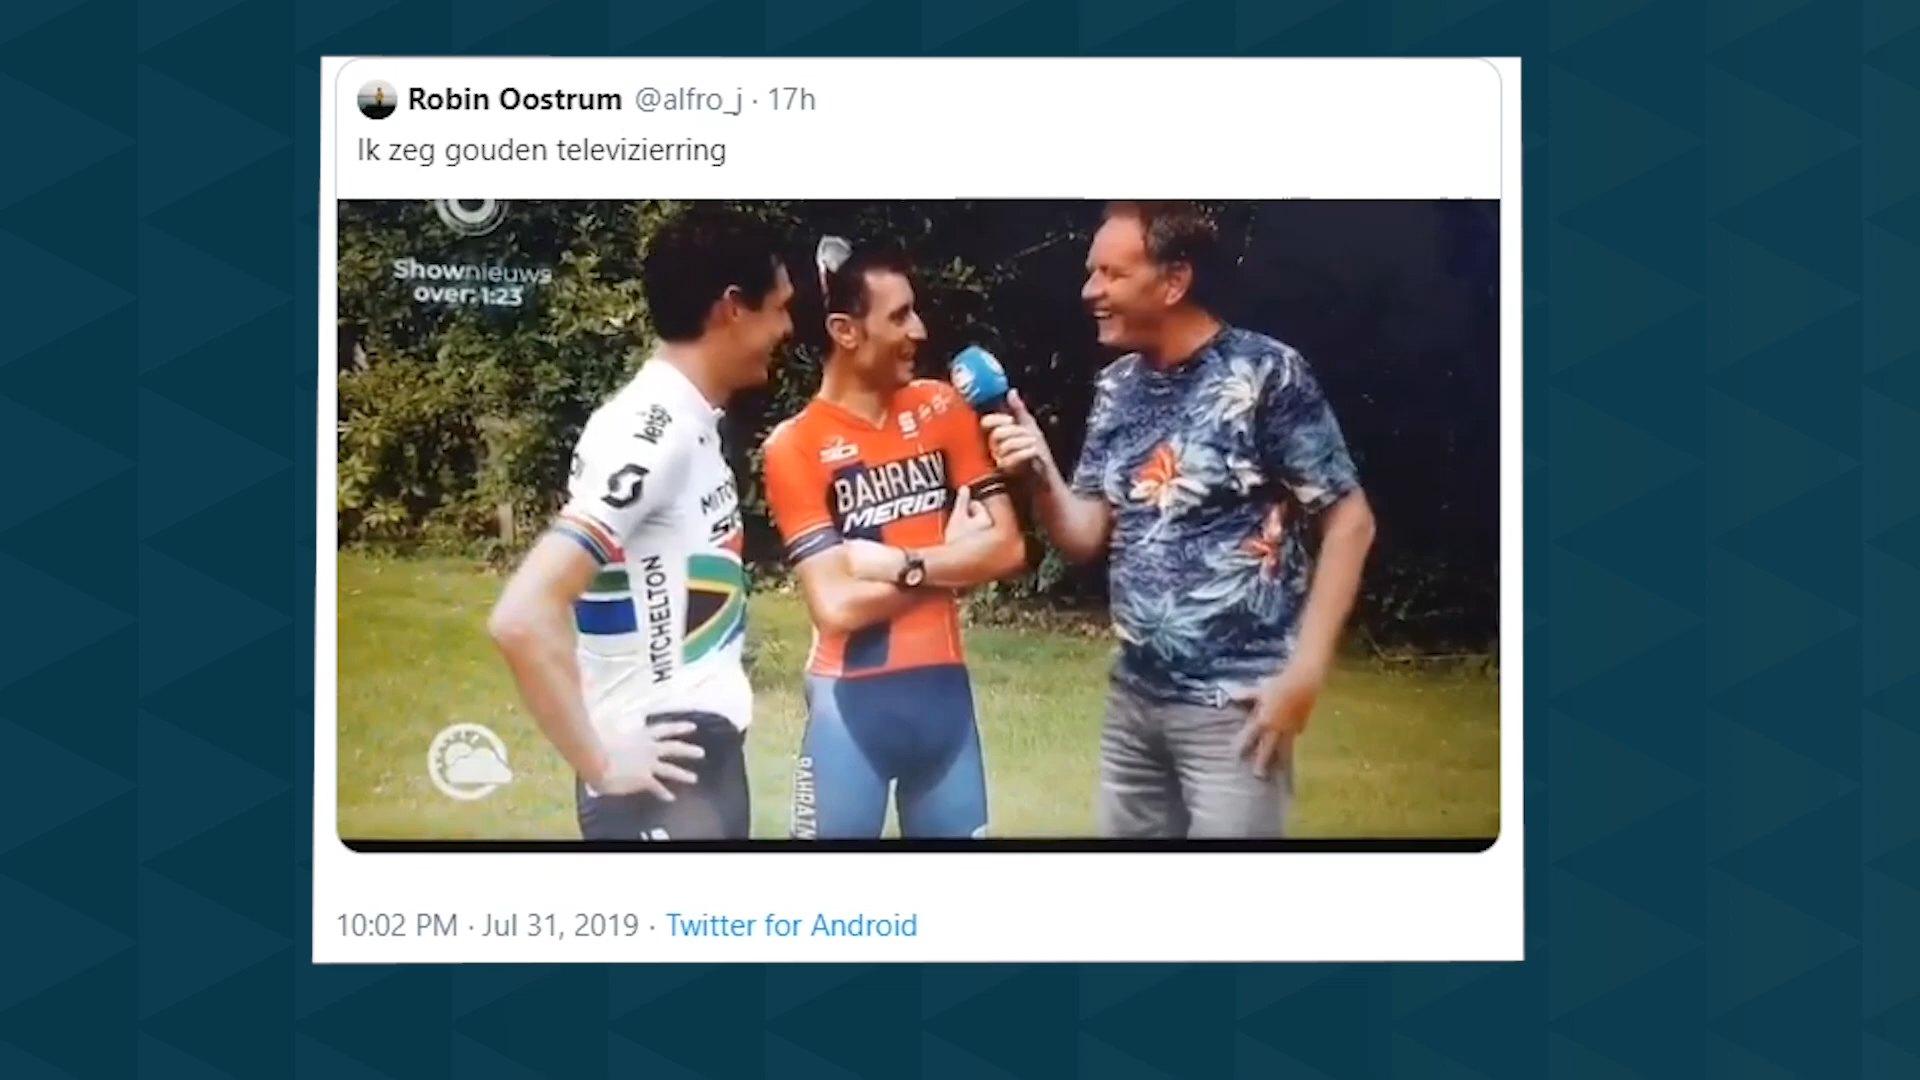 Robin Oostrum @alfro_j · 17h
Ik zeg gouden televizierring
Shownieuws
over: 1:23
BAHRAIN
MERIDA
MITCHELTON
BAHRAIN
10:02 PM · Jul 31, 2019 · Twitter for Android